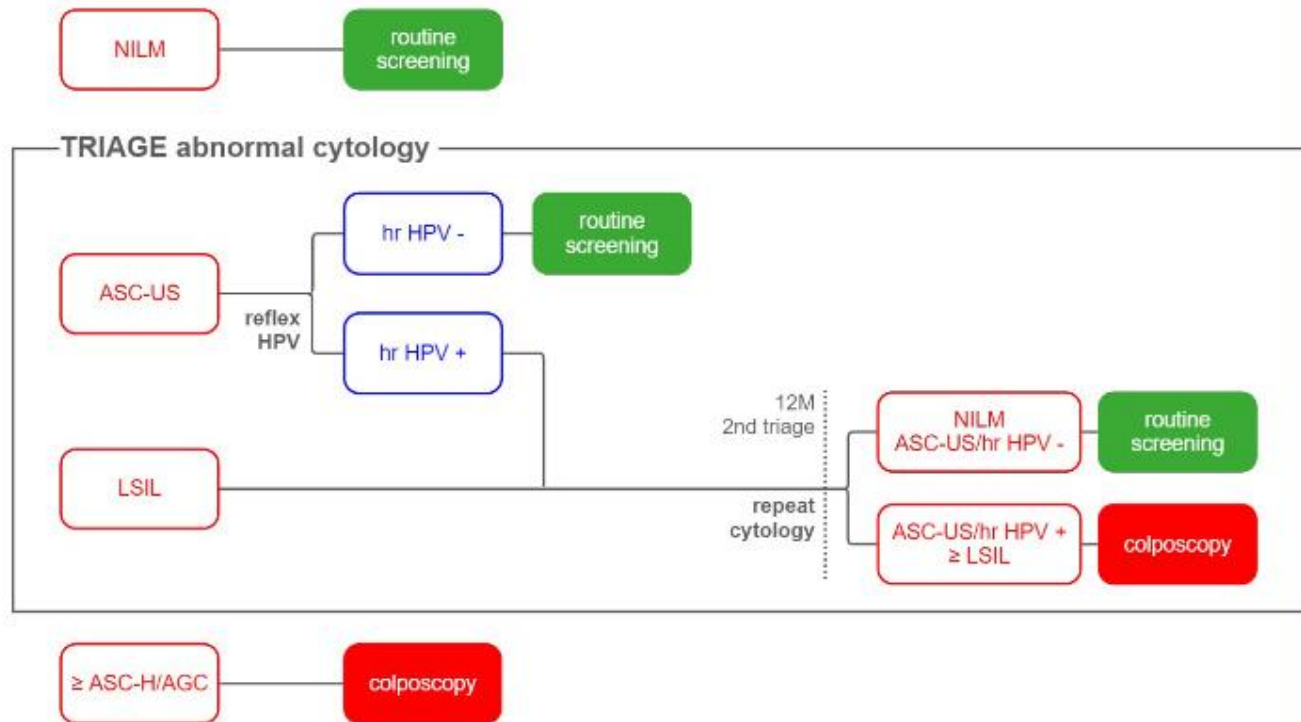 NILM
routine
screening
TRIAGE abnormal cytology
hr HPV -
routine
screening
ASC-US
reflex
HPV
hr HPV +
12M
2nd triage
NILM
ASC-US/hr HPV -
routine
screening
LSIL
repeat
cytology
ASC-US/hr HPV +
≥ LSIL
colposcopy
≥ ASC-H/AGC
colposcopy